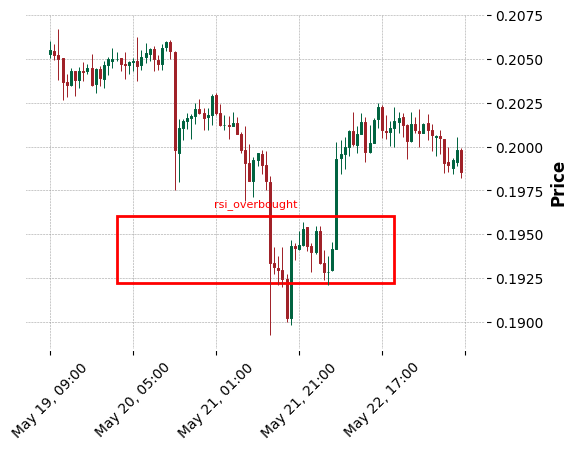 0.2075
0.2050
0.2025
0.2000
0.1975
0.1950
0.1925
0.1900
Price
rsi_overbought
May 19, 09:00
May 20, 05:00
May 21, 01:00
May 21, 21:00
May 22, 17:00